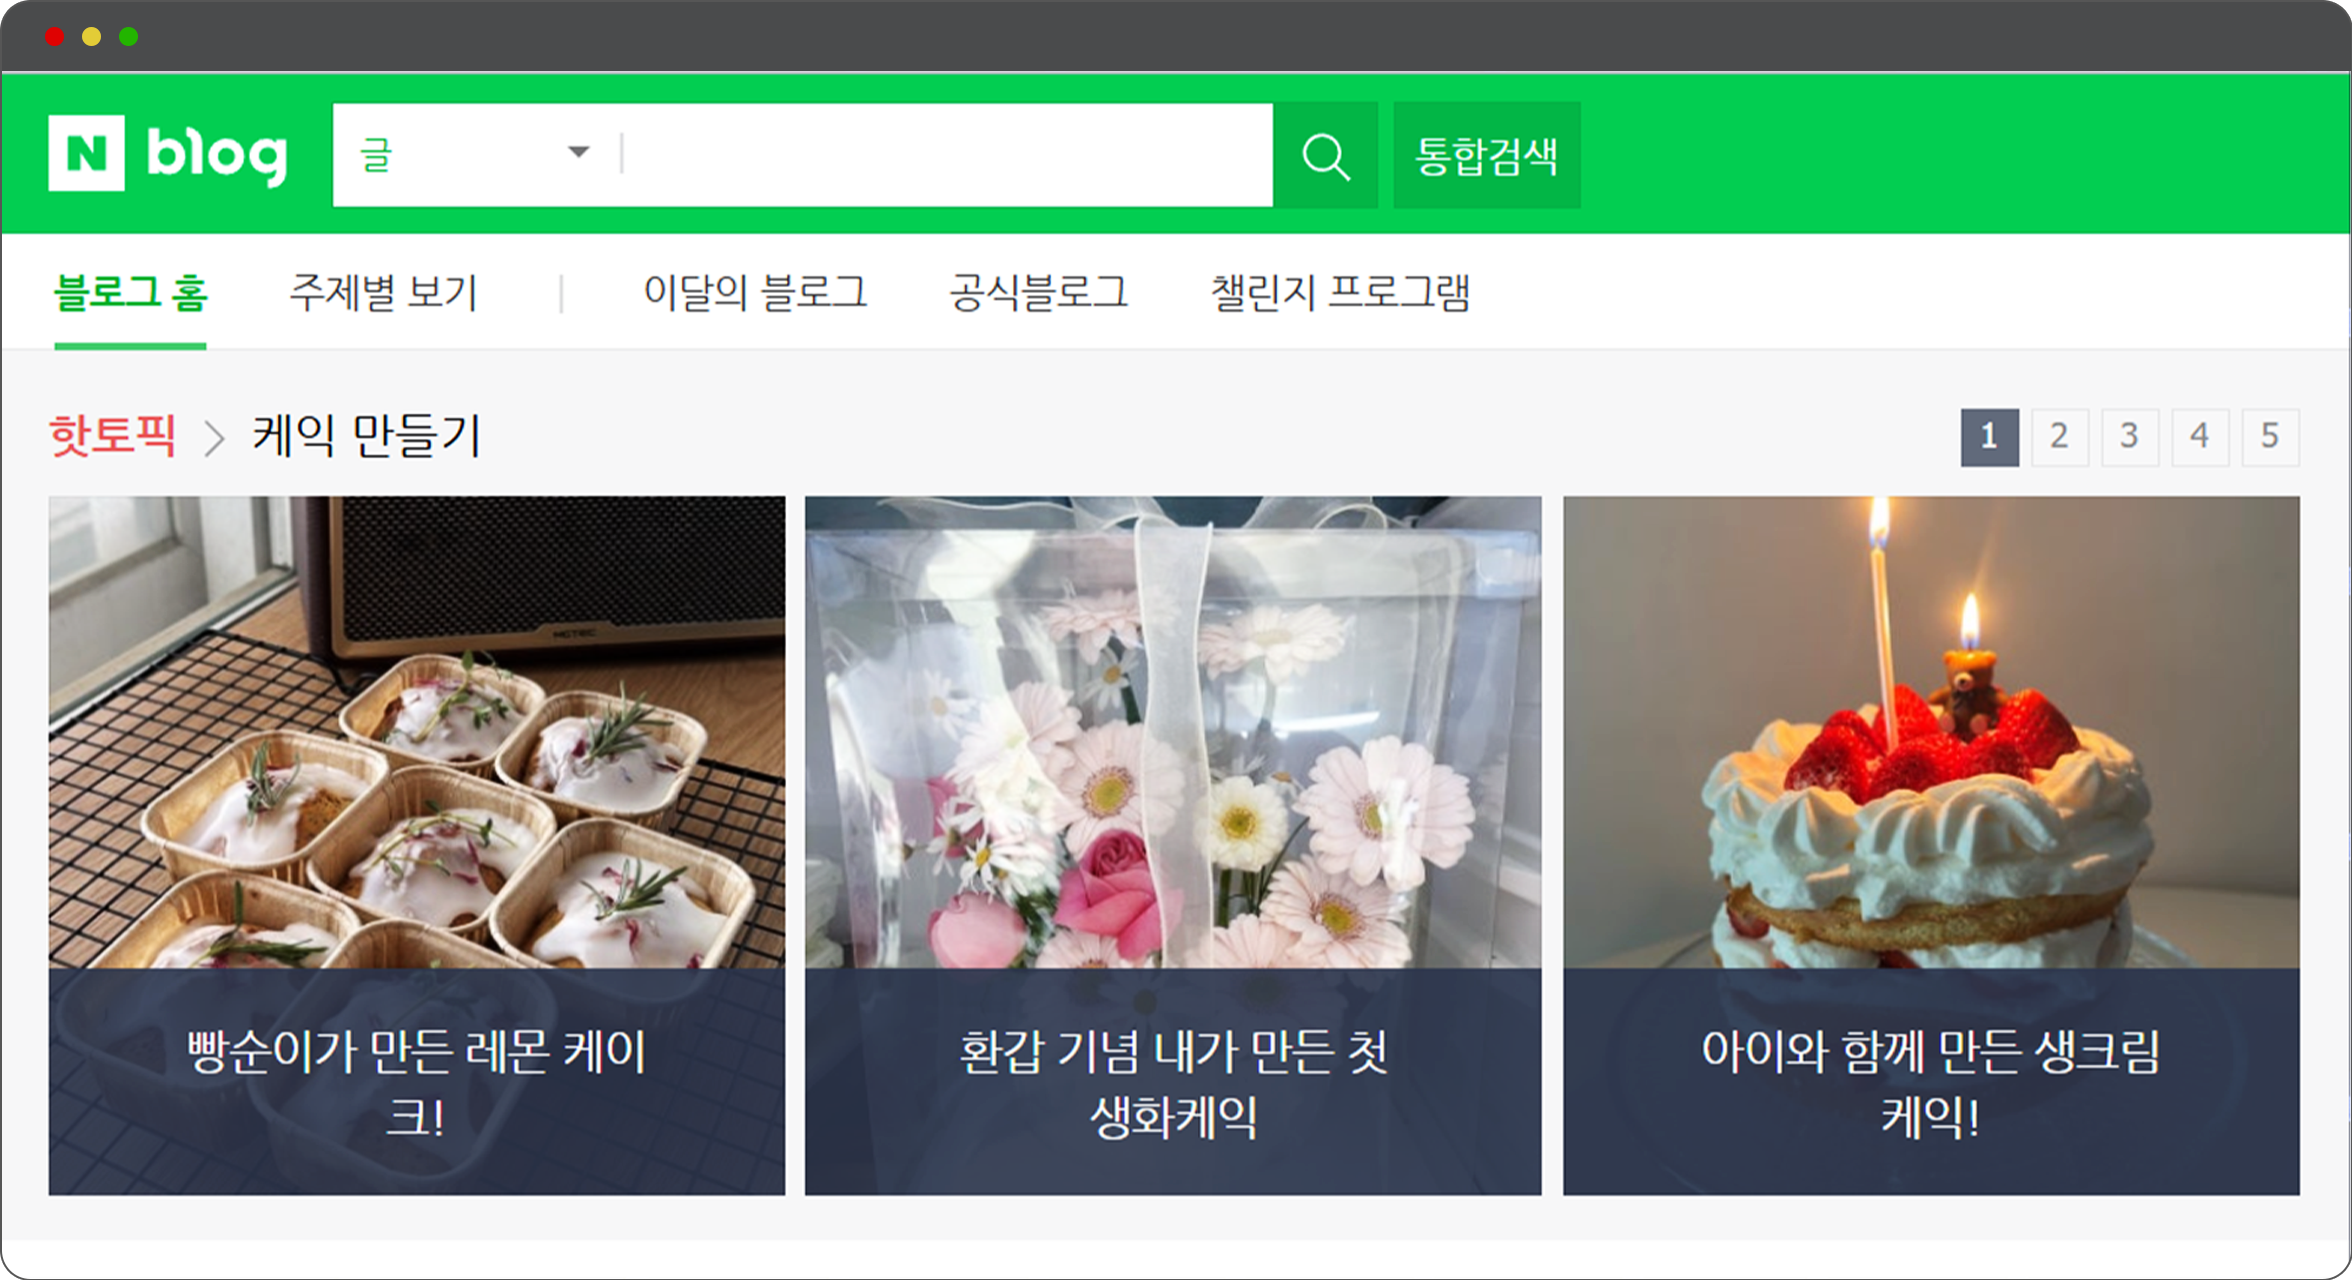 N blog
글
통합검색
블로그 홈
주제별 보기
이달의 블로그
공식블로그
챌린지 프로그램
핫토픽 > 케익 만들기
1 2 3 4 5
빵순이가 만든 레몬 케이
크!
환갑 기념 내가 만든 첫
생화케익
아이와 함께 만든 생크림
케익!